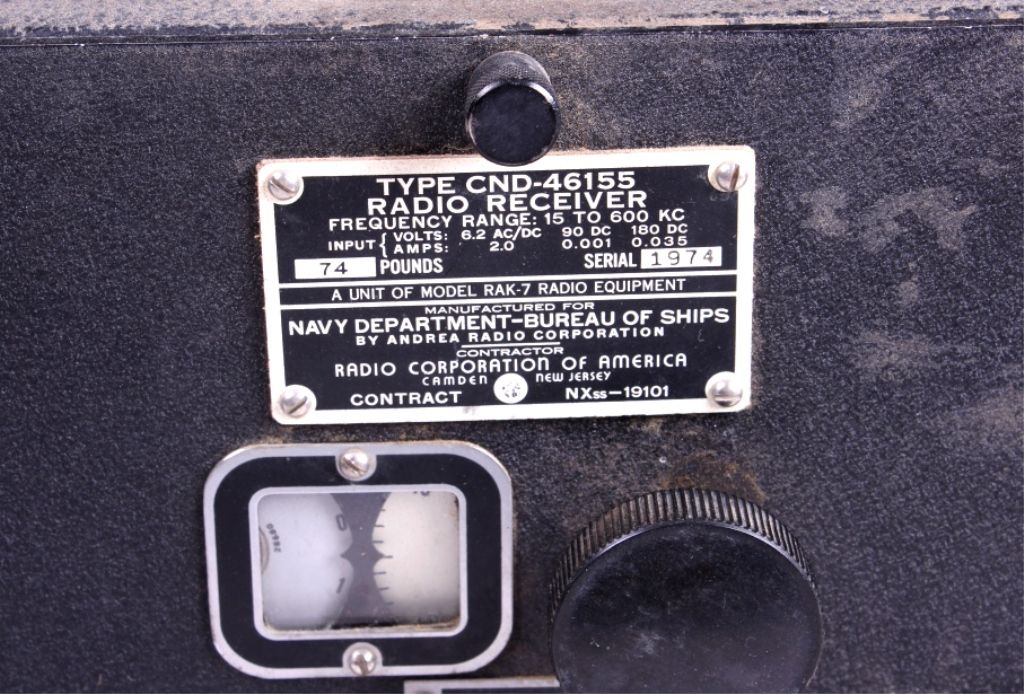 TYPE CND-46155
RADIO RECEIVER
FREQUENCY RANGE: 15 TO 600 KC
INPUT { VOLTS: 6.2 AC/DC 90 DC 180 DC
AMPS: 2.0 0.001 0.035
74 POUNDS SERIAL 1974
A UNIT OF MODEL RAK-7 RADIO EQUIPMENT
MANUFACTURED FOR
NAVY DEPARTMENT-BUREAU OF SHIPS
BY ANDREA RADIO CORPORATION
CONTRACTOR
RADIO CORPORATION OF AMERICA
CAMDEN NEW JERSEY
CONTRACT NXss-19101
0
1